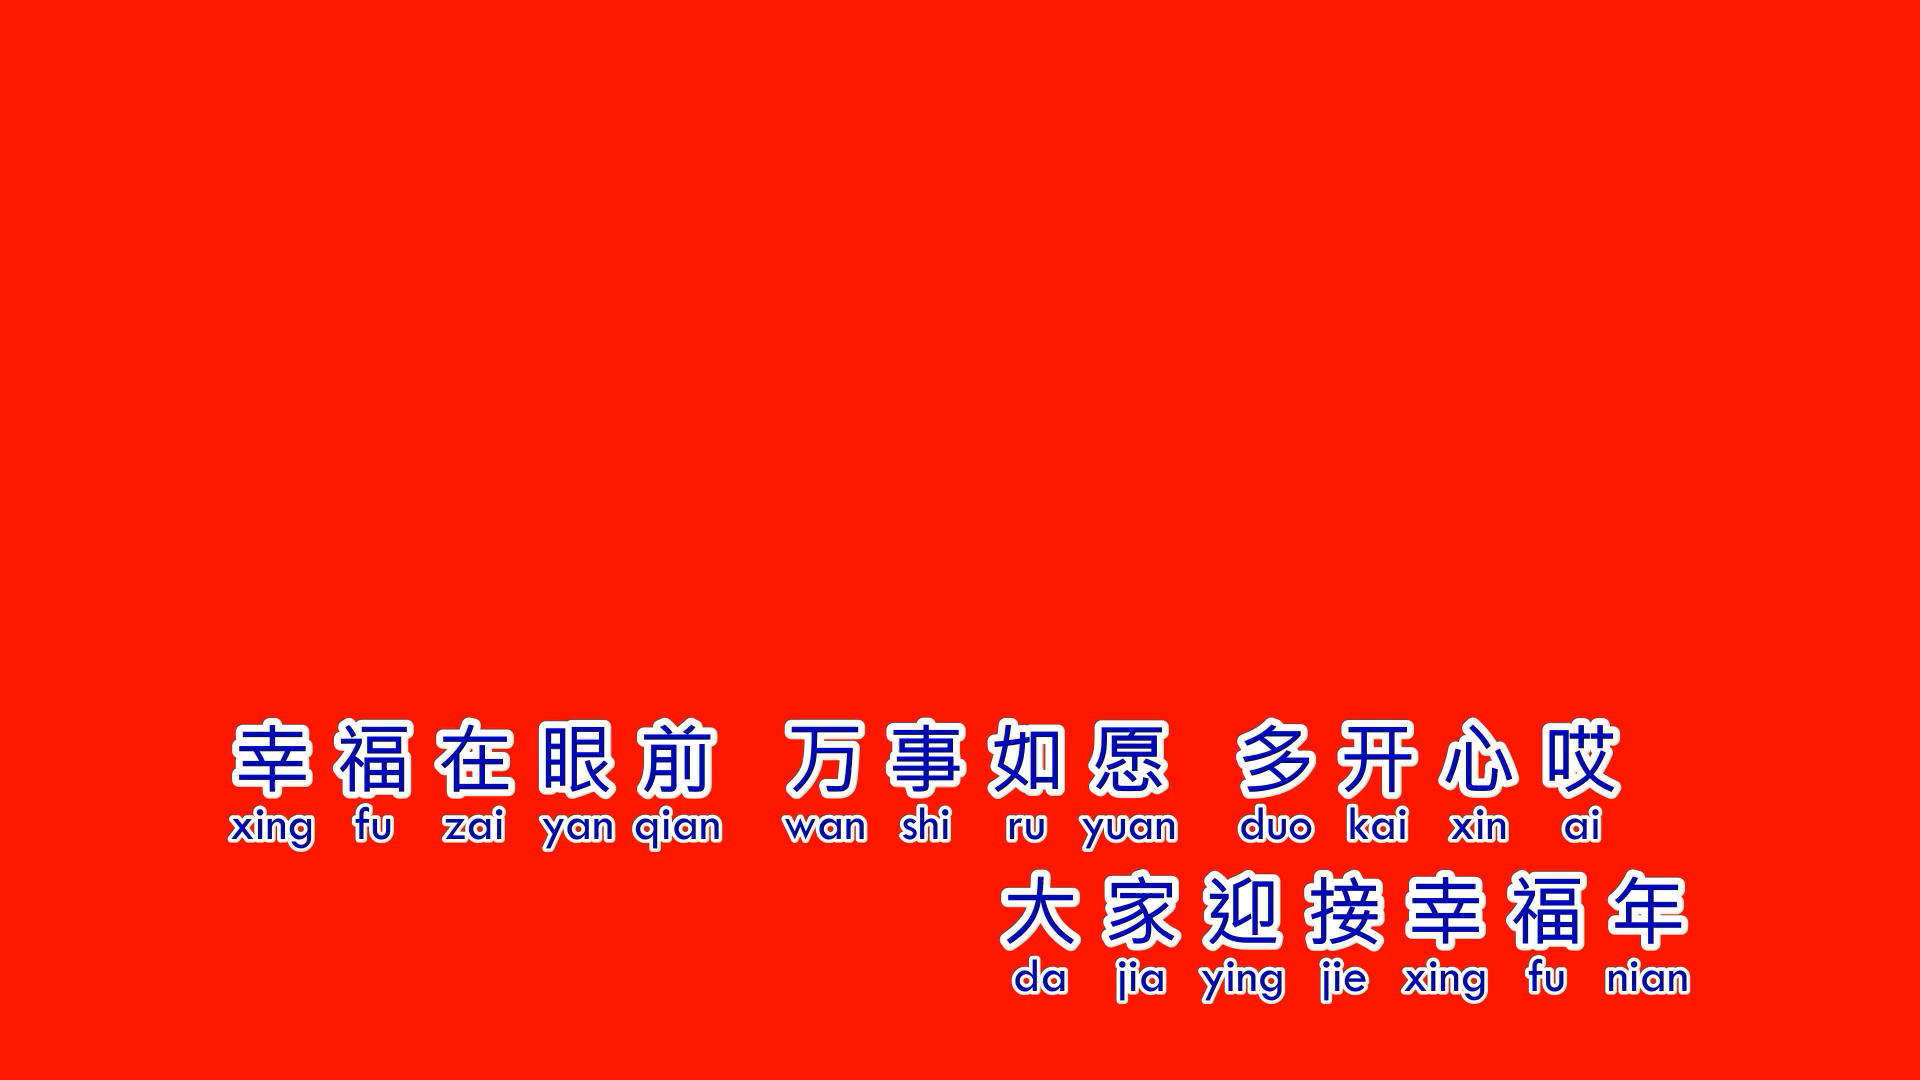 幸福在眼前 万事如愿 多开心哎
xing fu zai yan qian wan shi ru yuan duo kai xin ai
大家迎接幸福年
da jia ying jie xing fu nian